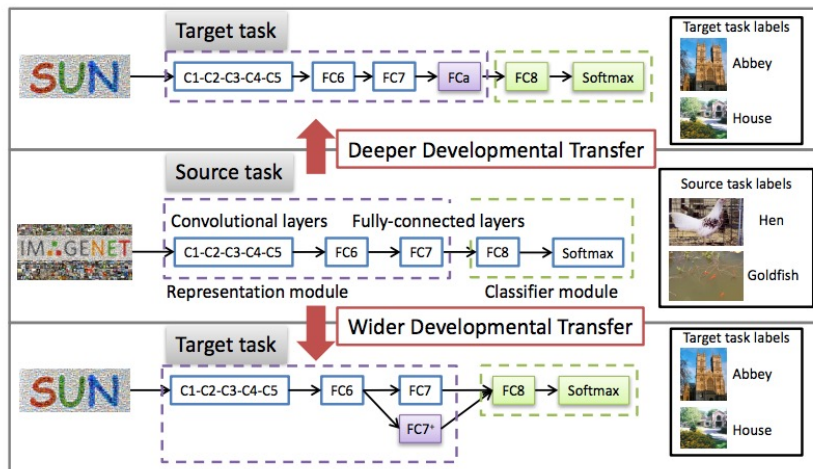 Target task
SUN
C1-C2-C3-C4-C5
FC6
FC7
FCa
FC8
Softmax
Target task labels
Abbey
House
Deeper Developmental Transfer
Source task
IMAGENET
Convolutional layers
Fully-connected layers
C1-C2-C3-C4-C5
FC6
FC7
FC8
Softmax
Representation module
Classifier module
Source task labels
Hen
Goldfish
Wider Developmental Transfer
Target task
SUN
C1-C2-C3-C4-C5
FC6
FC7
FC7+
FC8
Softmax
Target task labels
Abbey
House